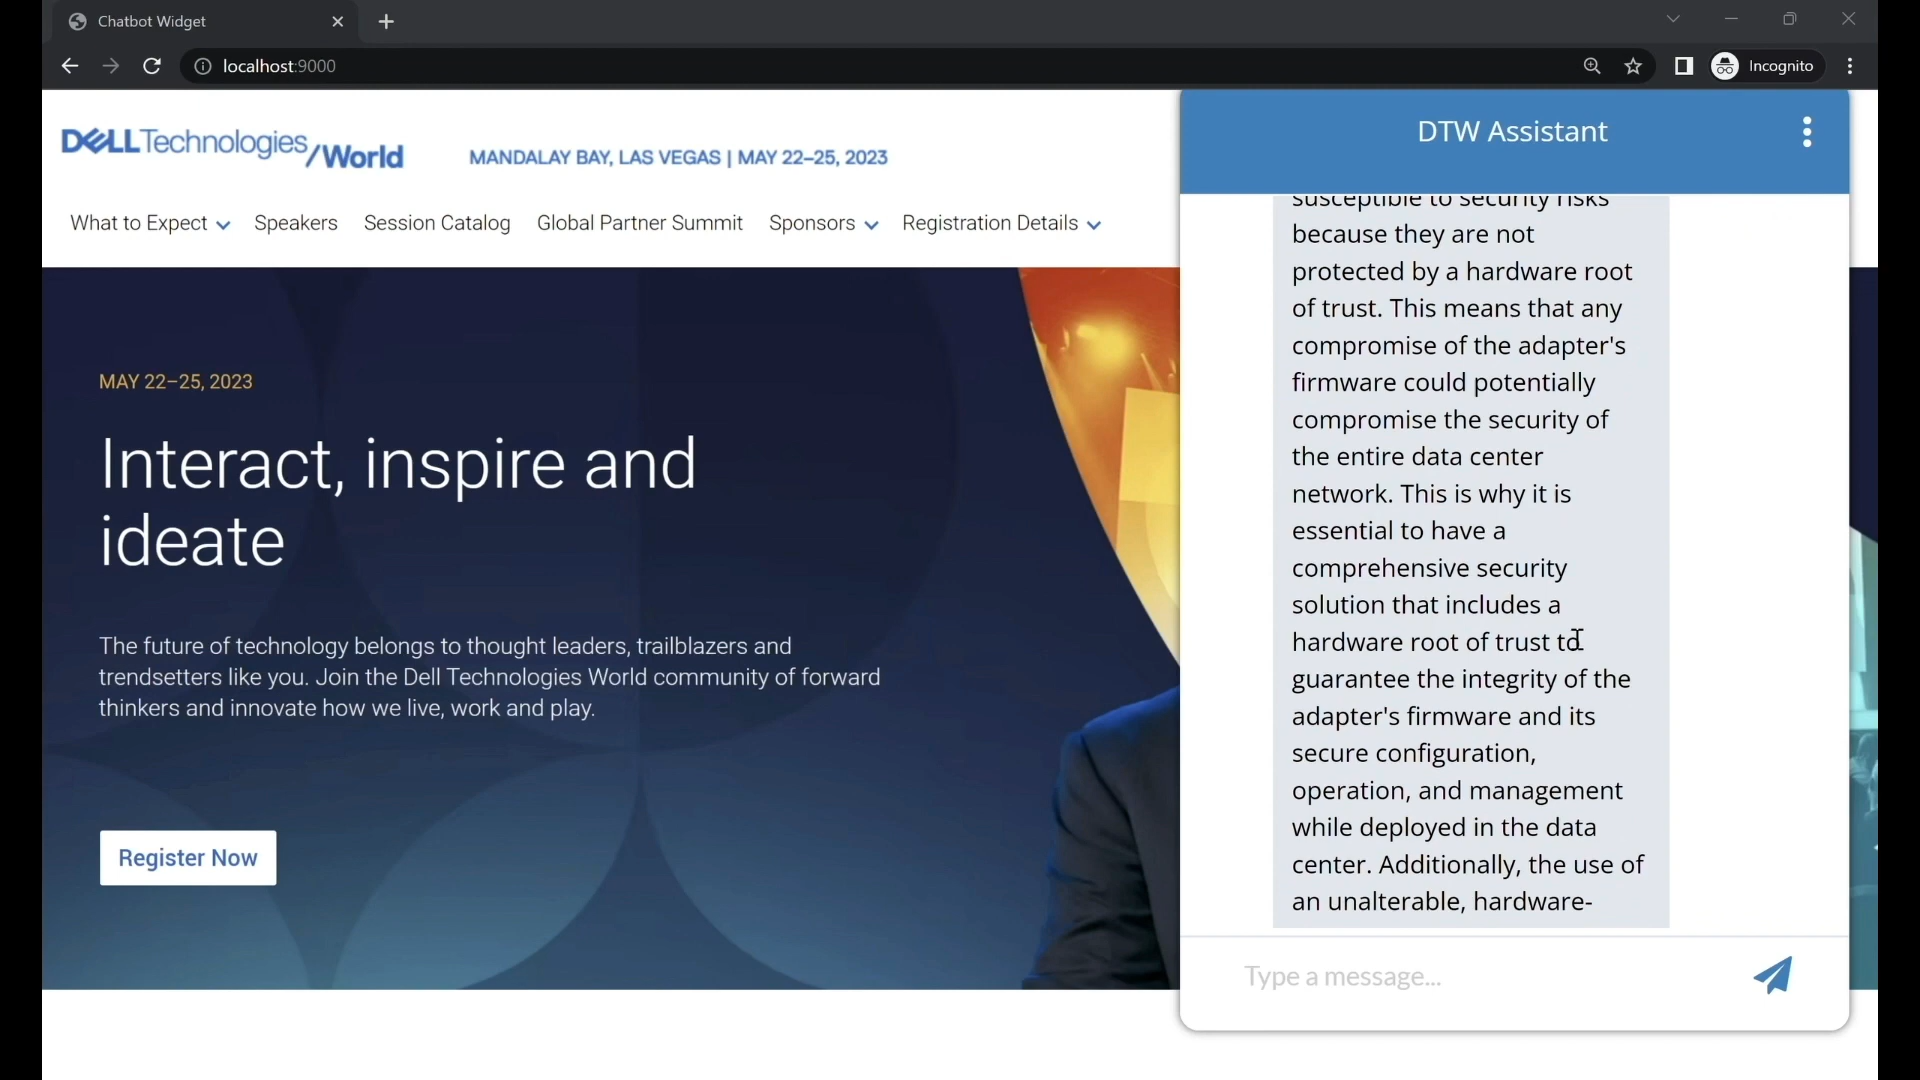 Chatbot Widget
localhost:9000
Incognito
DELLTechnologies/World
MANDALAY BAY, LAS VEGAS | MAY 22–25, 2023
What to Expect Speakers Session Catalog Global Partner Summit Sponsors Registration Details
MAY 22–25, 2023
Interact, inspire and
ideate
The future of technology belongs to thought leaders, trailblazers and
trendsetters like you. Join the Dell Technologies World community of forward
thinkers and innovate how we live, work and play.
Register Now
DTW Assistant
susceptible to security risks
because they are not
protected by a hardware root
of trust. This means that any
compromise of the adapter's
firmware could potentially
compromise the security of
the entire data center
network. This is why it is
essential to have a
comprehensive security
solution that includes a
hardware root of trust to
guarantee the integrity of the
adapter's firmware and its
secure configuration,
operation, and management
while deployed in the data
center. Additionally, the use of
an unalterable, hardware-
Type a message...